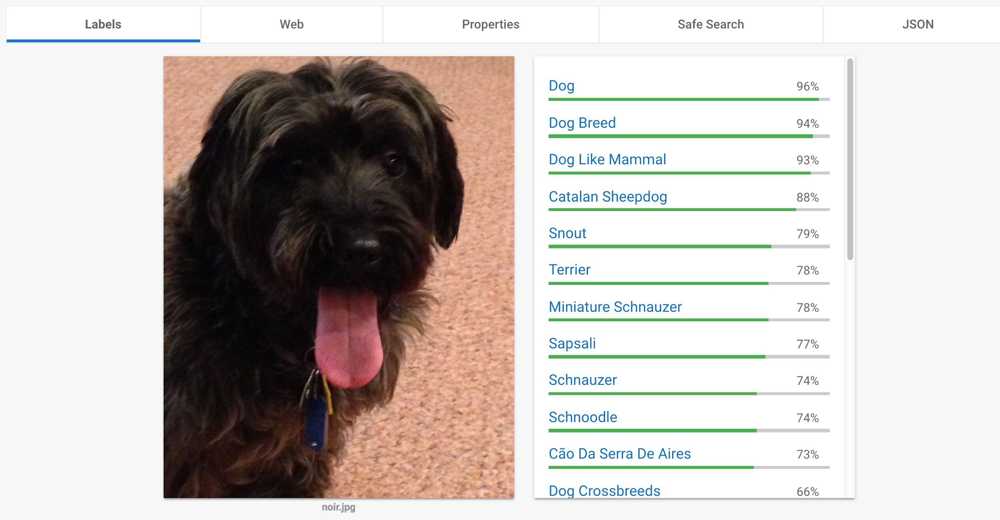 Labels Web Properties Safe Search JSON
Dog 96%
Dog Breed 94%
Dog Like Mammal 93%
Catalan Sheepdog 88%
Snout 79%
Terrier 78%
Miniature Schnauzer 78%
Sapsali 77%
Schnauzer 74%
Schnoodle 74%
Cão Da Serra De Aires 73%
Dog Crossbreeds 66%
noir.jpg